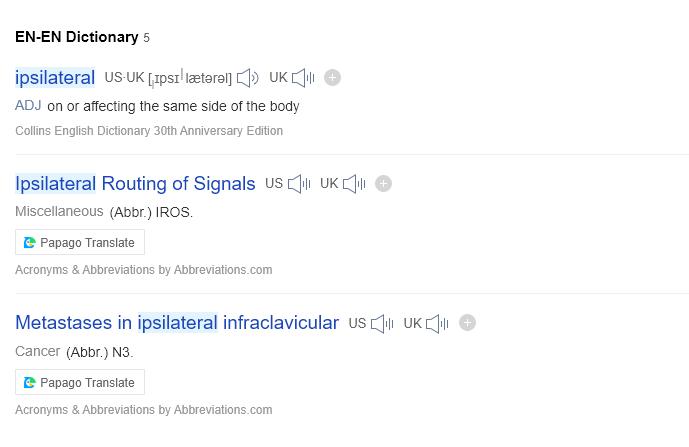 EN-EN Dictionary 5
ipsilateral US·UK [ˌɪpsɪˈlætərəl] UK
ADJ on or affecting the same side of the body
Collins English Dictionary 30th Anniversary Edition
Ipsilateral Routing of Signals US UK
Miscellaneous (Abbr.) IROS.
Papago Translate
Acronyms & Abbreviations by Abbreviations.com
Metastases in ipsilateral infraclavicular US UK
Cancer (Abbr.) N3.
Papago Translate
Acronyms & Abbreviations by Abbreviations.com